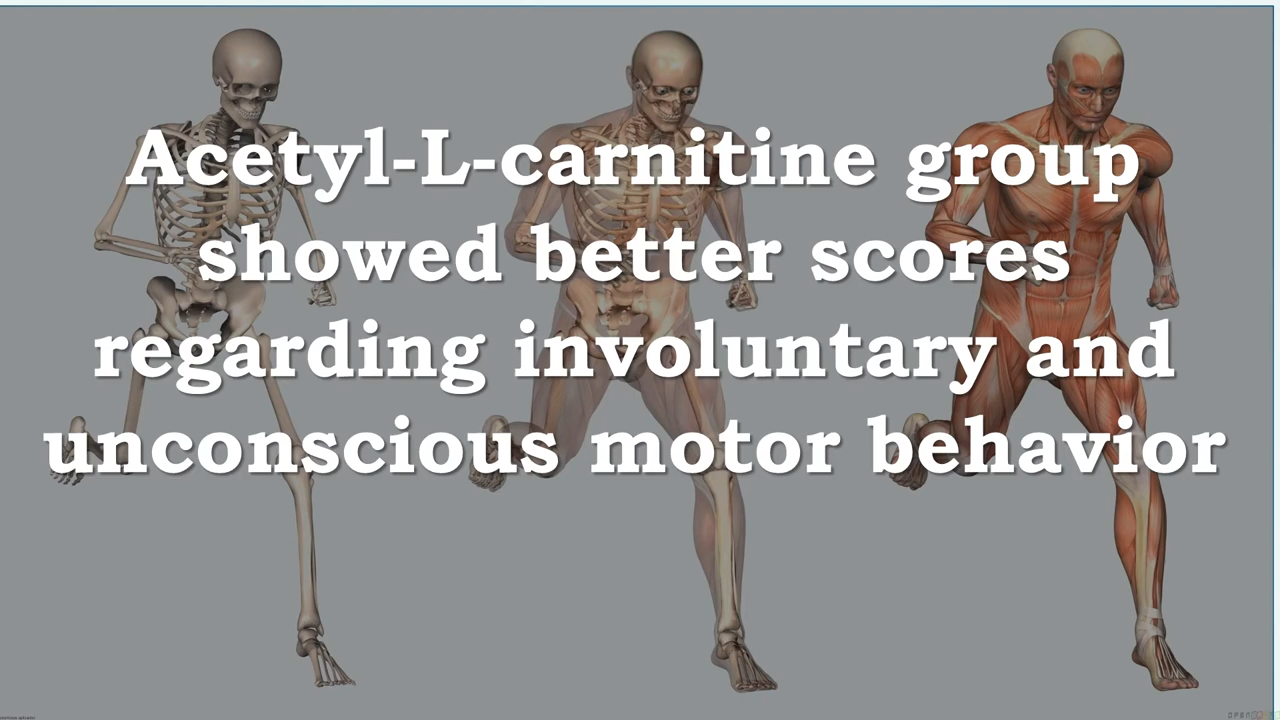 Acetyl-L-carnitine group
showed better scores
regarding involuntary and
unconscious motor behavior